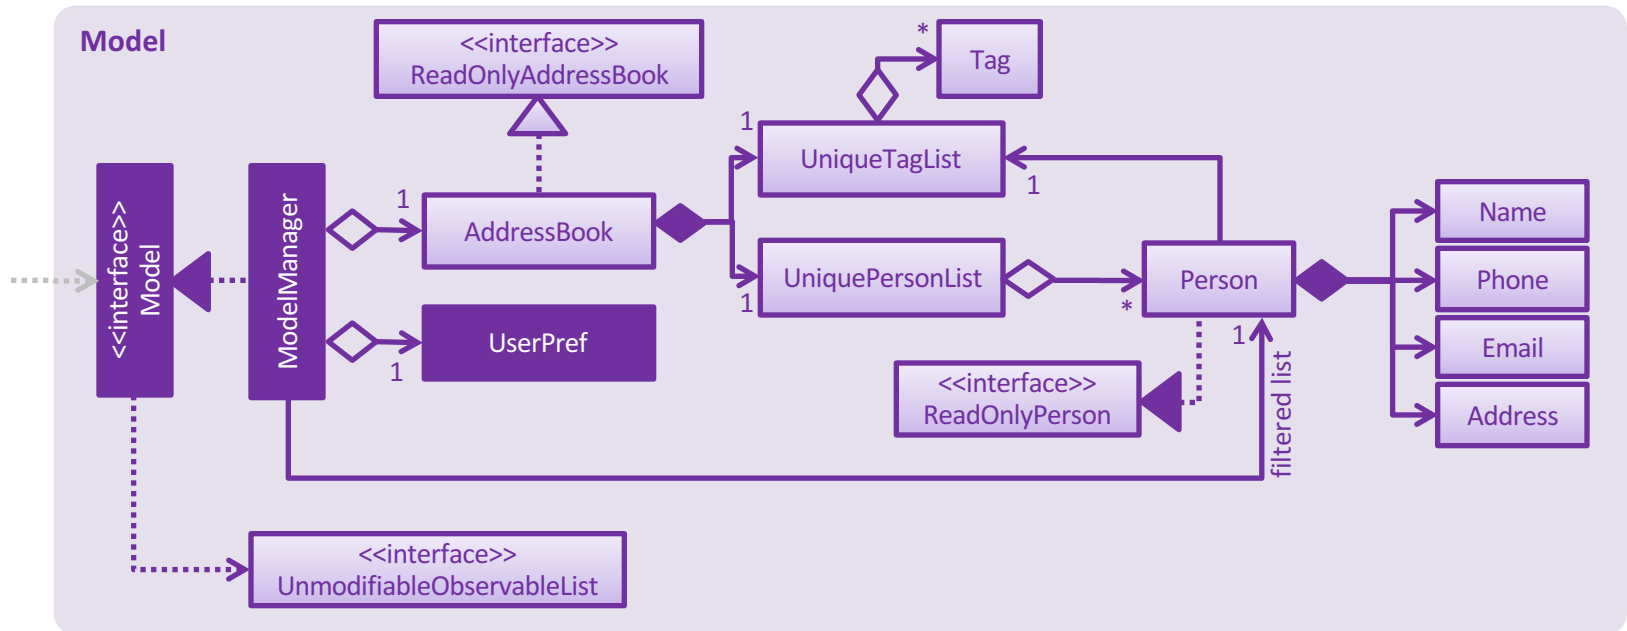 Model
<<interface>>
ReadOnlyAddressBook
*
Tag
1
UniqueTagList
1
<<interface>>
Model
ModelManager
1
AddressBook
Name
UniquePersonList
1
Person
*
Phone
UserPref
1
1
filtered list
Email
<<interface>>
ReadOnlyPerson
Address
<<interface>>
UnmodifiableObservableList